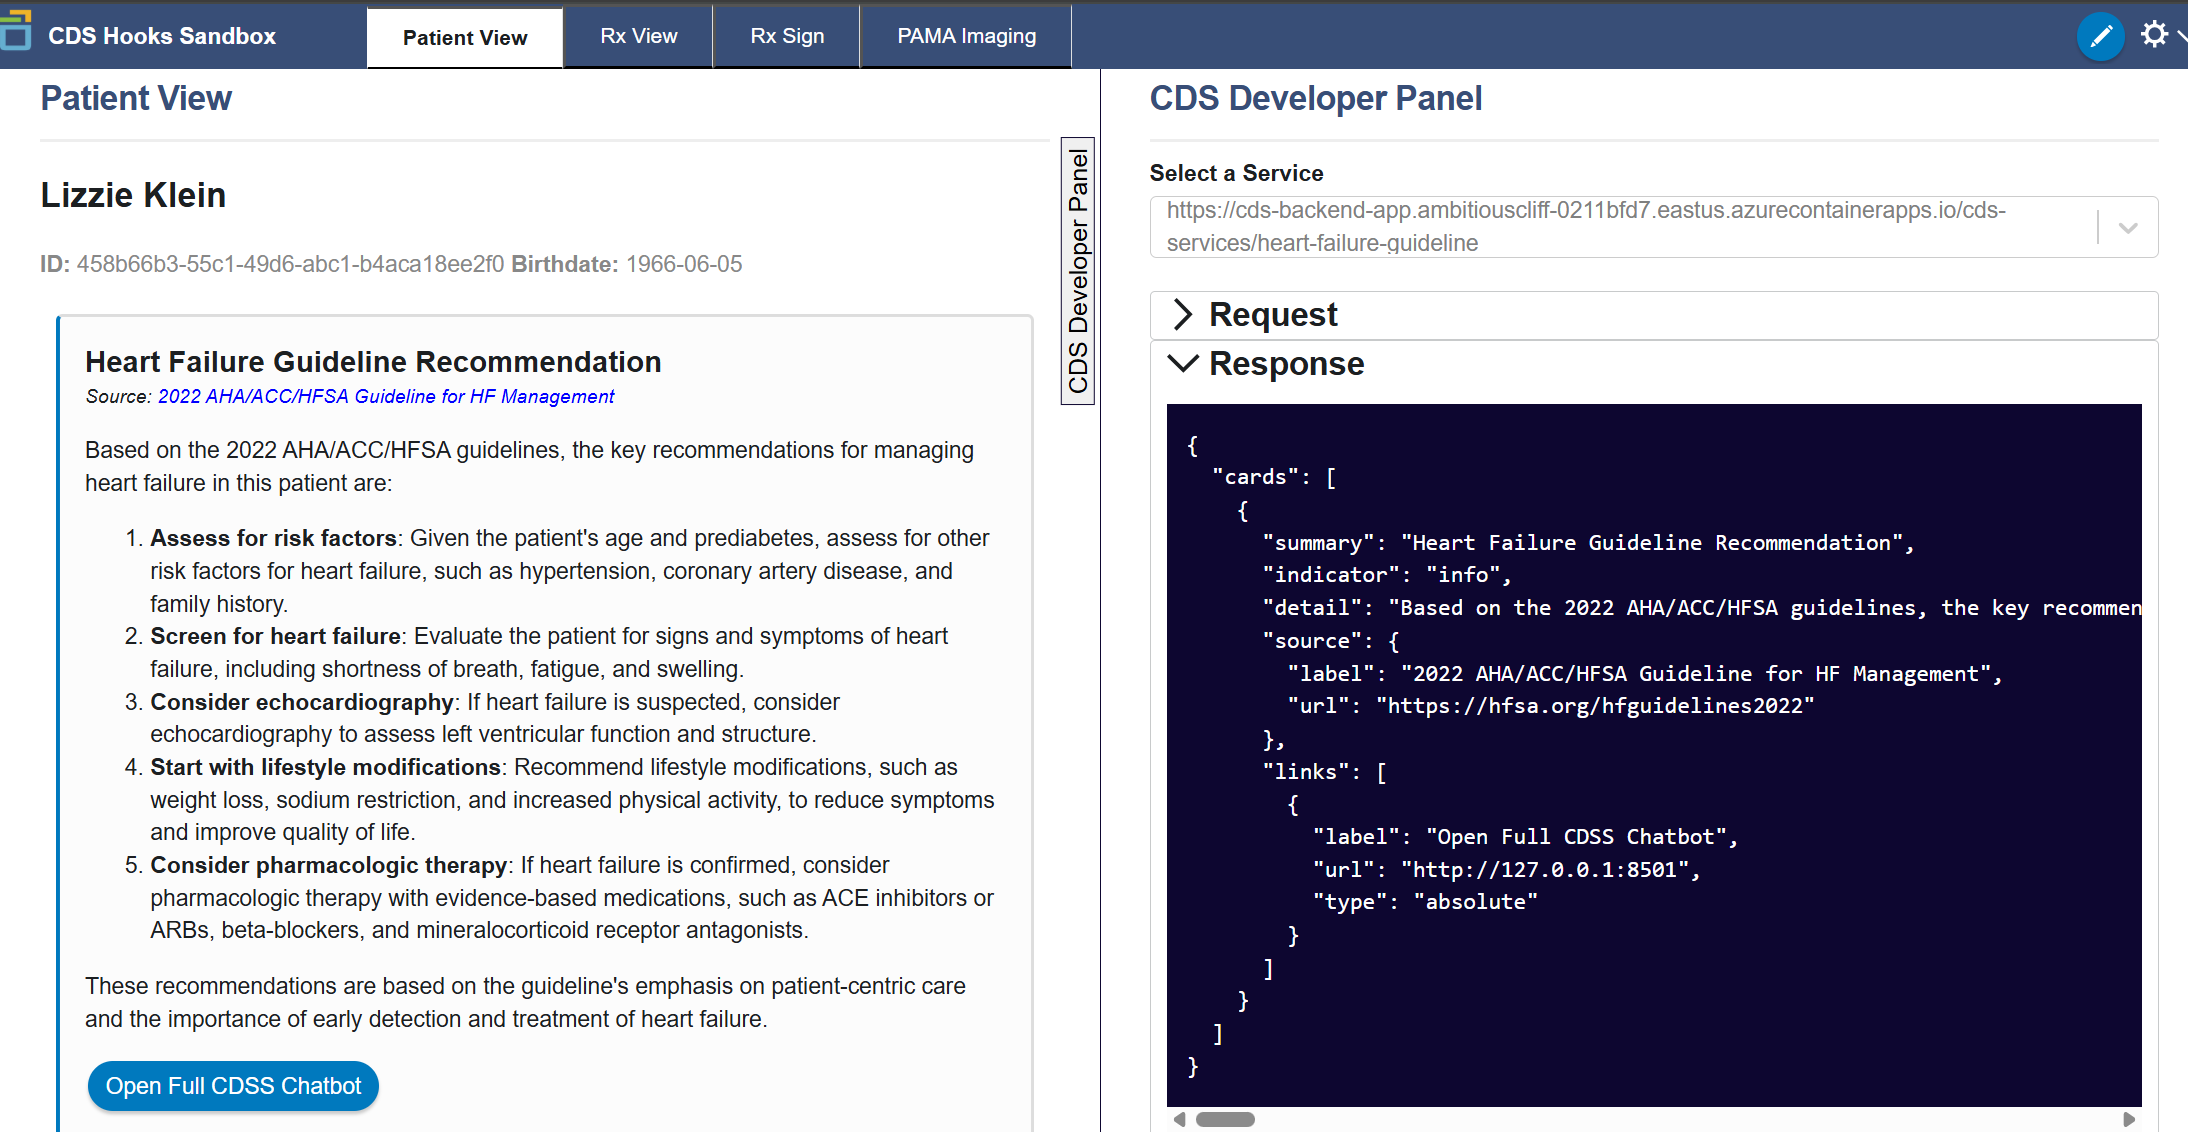 CDS Hooks Sandbox
Patient View
Rx View
Rx Sign
PAMA Imaging
Patient View
Lizzie Klein
ID: 458b66b3-55c1-49d6-abc1-b4aca18ee2f0 Birthdate: 1966-06-05
Heart Failure Guideline Recommendation
Source: 2022 AHA/ACC/HFSA Guideline for HF Management
Based on the 2022 AHA/ACC/HFSA guidelines, the key recommendations for managing
heart failure in this patient are:
1. Assess for risk factors: Given the patient's age and prediabetes, assess for other
risk factors for heart failure, such as hypertension, coronary artery disease, and
family history.
2. Screen for heart failure: Evaluate the patient for signs and symptoms of heart
failure, including shortness of breath, fatigue, and swelling.
3. Consider echocardiography: If heart failure is suspected, consider
echocardiography to assess left ventricular function and structure.
4. Start with lifestyle modifications: Recommend lifestyle modifications, such as
weight loss, sodium restriction, and increased physical activity, to reduce symptoms
and improve quality of life.
5. Consider pharmacologic therapy: If heart failure is confirmed, consider
pharmacologic therapy with evidence-based medications, such as ACE inhibitors or
ARBs, beta-blockers, and mineralocorticoid receptor antagonists.
These recommendations are based on the guideline's emphasis on patient-centric care
and the importance of early detection and treatment of heart failure.
Open Full CDSS Chatbot
CDS Developer Panel
CDS Developer Panel
Select a Service
https://cds-backend-app.ambitiouscliff-0211bfd7.eastus.azurecontainerapps.io/cds-
services/heart-failure-guideline
Request
Response
{
"cards": [
{
"summary": "Heart Failure Guideline Recommendation",
"indicator": "info",
"detail": "Based on the 2022 AHA/ACC/HFSA guidelines, the key recommen
"source": {
"label": "2022 AHA/ACC/HFSA Guideline for HF Management",
"url": "https://hfsa.org/hfguidelines2022"
},
"links": [
{
"label": "Open Full CDSS Chatbot",
"url": "http://127.0.0.1:8501",
"type": "absolute"
}
]
}
]
}